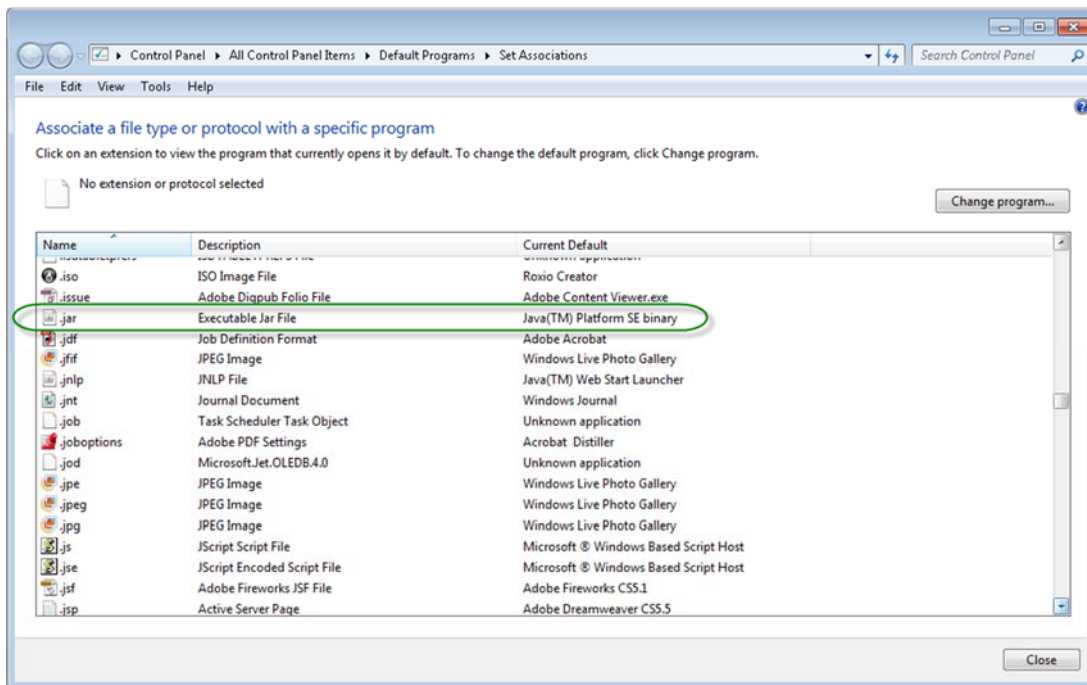 Control Panel ▸ All Control Panel Items ▸ Default Programs ▸ Set Associations
Search Control Panel
File Edit View Tools Help
Associate a file type or protocol with a specific program
Click on an extension to view the program that currently opens it by default. To change the default program, click Change program.
No extension or protocol selected
Change program...
Name Description Current Default
.iso ISO Image File Roxio Creator
.issue Adobe Digpub Folio File Adobe Content Viewer.exe
.jar Executable Jar File Java(TM) Platform SE binary
.jdf Job Definition Format Adobe Acrobat
.jfif JPEG Image Windows Live Photo Gallery
.jnlp JNLP File Java(TM) Web Start Launcher
.jnt Journal Document Windows Journal
.job Task Scheduler Task Object Unknown application
.joboptions Adobe PDF Settings Acrobat Distiller
.jod Microsoft.Jet.OLEDB.4.0 Unknown application
.jpe JPEG Image Windows Live Photo Gallery
.jpeg JPEG Image Windows Live Photo Gallery
.jpg JPEG Image Windows Live Photo Gallery
.js JScript Script File Microsoft ® Windows Based Script Host
.jse JScript Encoded Script File Microsoft ® Windows Based Script Host
.jsf Adobe Fireworks JSF File Adobe Fireworks CS5.1
.jsp Active Server Page Adobe Dreamweaver CS5.5
Close